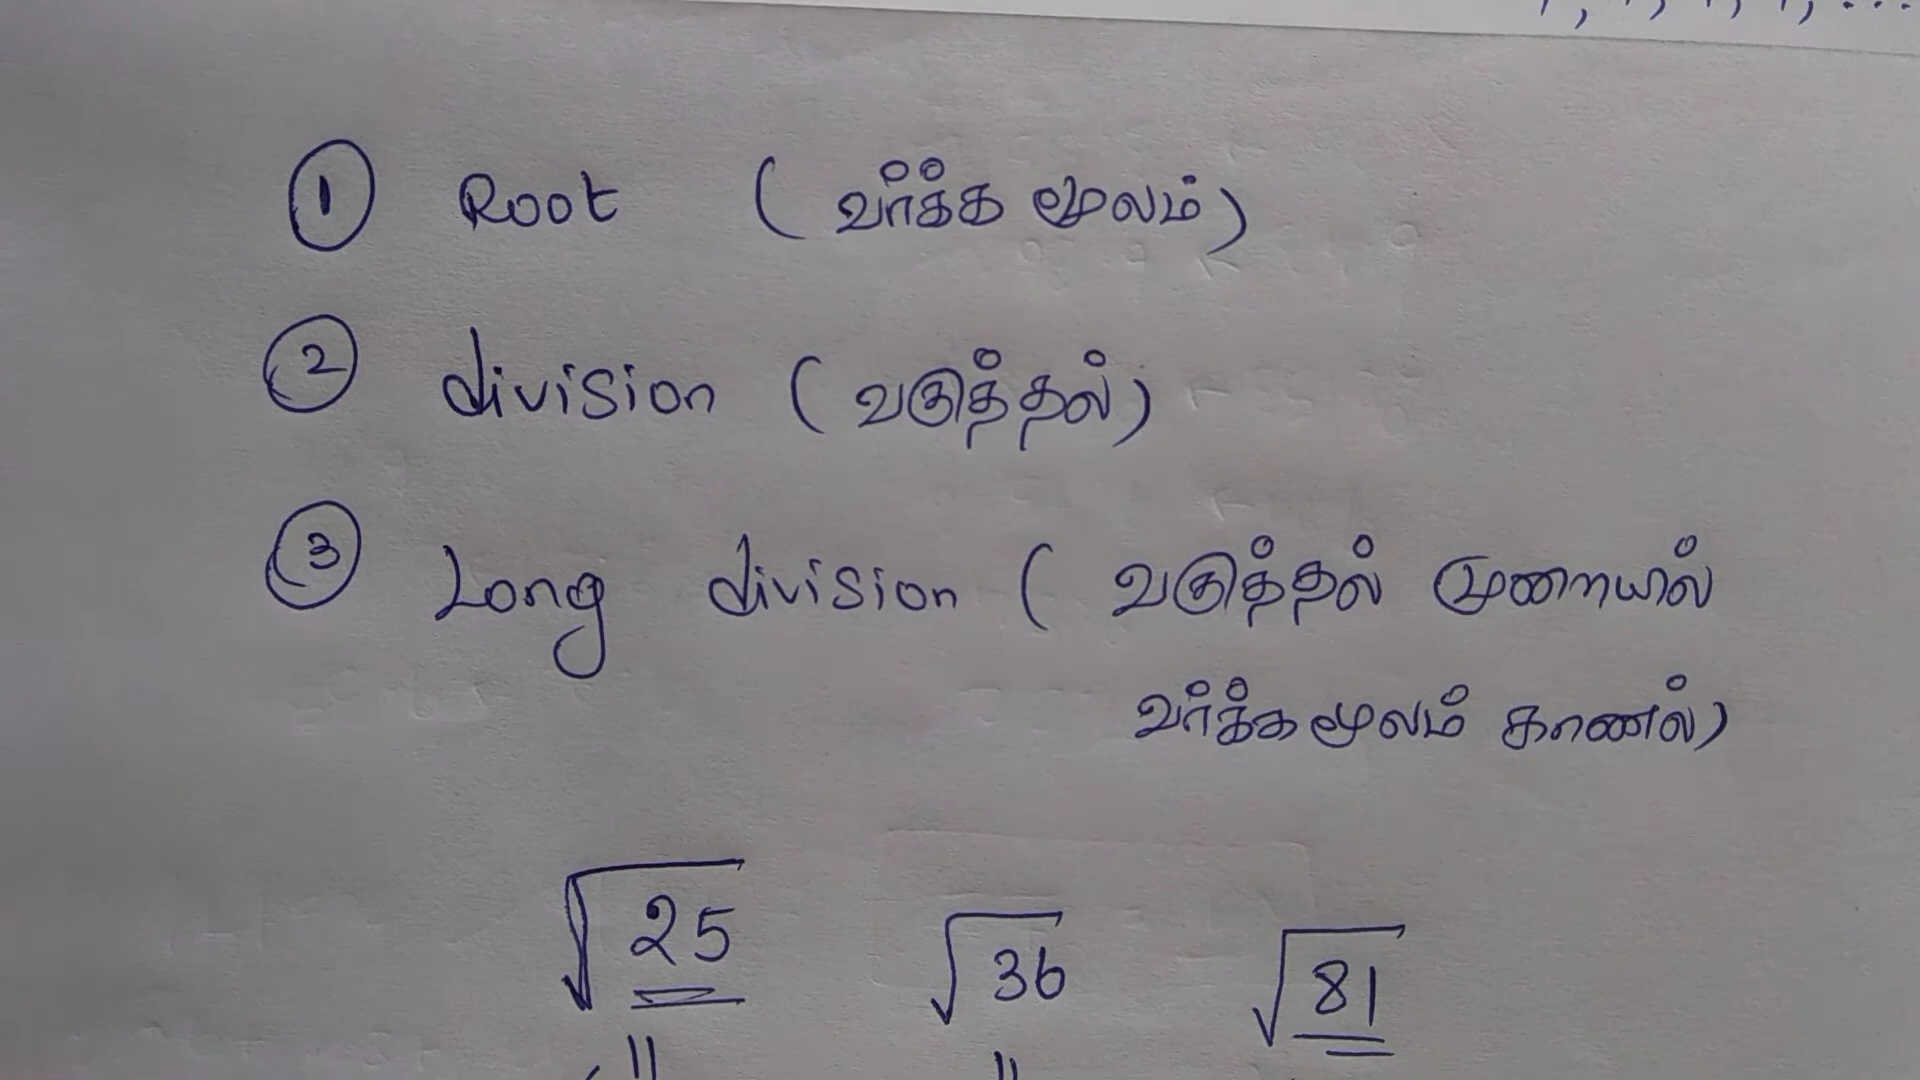 ① Root (வர்க்க மூலம்)
② division (வகுத்தல்)
③ Long division (வகுத்தல் முறையில்
வர்க்க மூலம் காணல்)
√25 √36 √81